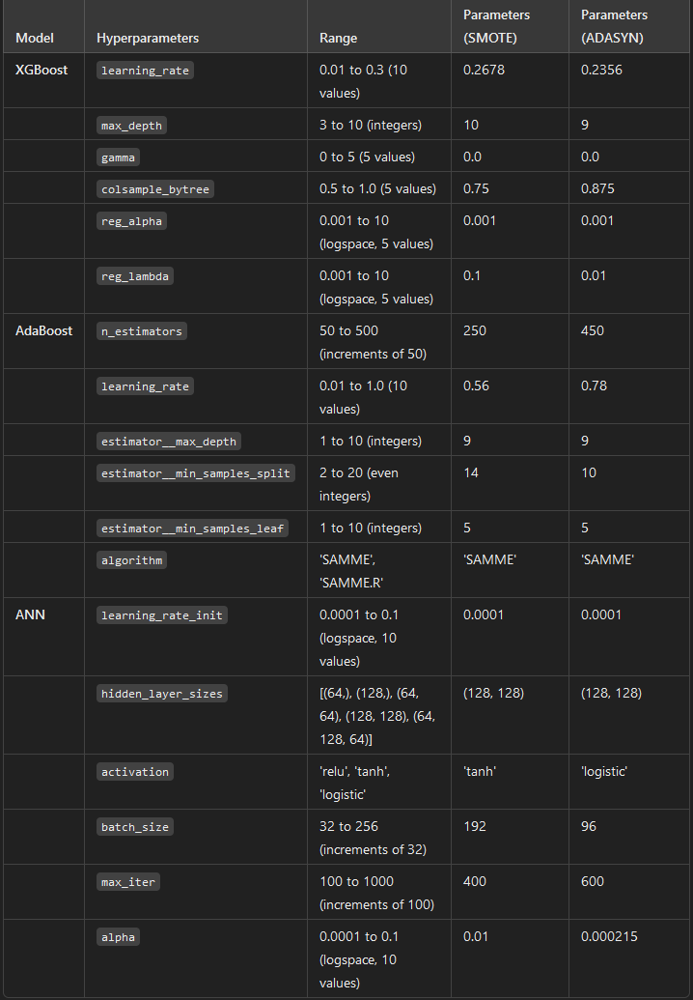 Model Hyperparameters Range Parameters (SMOTE) Parameters (ADASYN)
XGBoost learning_rate 0.01 to 0.3 (10 values) 0.2678 0.2356
max_depth 3 to 10 (integers) 10 9
gamma 0 to 5 (5 values) 0.0 0.0
colsample_bytree 0.5 to 1.0 (5 values) 0.75 0.875
reg_alpha 0.001 to 10 (logspace, 5 values) 0.001 0.001
reg_lambda 0.001 to 10 (logspace, 5 values) 0.1 0.01
AdaBoost n_estimators 50 to 500 (increments of 50) 250 450
learning_rate 0.01 to 1.0 (10 values) 0.56 0.78
estimator__max_depth 1 to 10 (integers) 9 9
estimator__min_samples_split 2 to 20 (even integers) 14 10
estimator__min_samples_leaf 1 to 10 (integers) 5 5
algorithm 'SAMME', 'SAMME.R' 'SAMME' 'SAMME'
ANN learning_rate_init 0.0001 to 0.1 (logspace, 10 values) 0.0001 0.0001
hidden_layer_sizes [(64,), (128,), (64, 64), (128, 128), (64, 128, 64)] (128, 128) (128, 128)
activation 'relu', 'tanh', 'logistic' 'tanh' 'logistic'
batch_size 32 to 256 (increments of 32) 192 96
max_iter 100 to 1000 (increments of 100) 400 600
alpha 0.0001 to 0.1 (logspace, 10 values) 0.01 0.000215